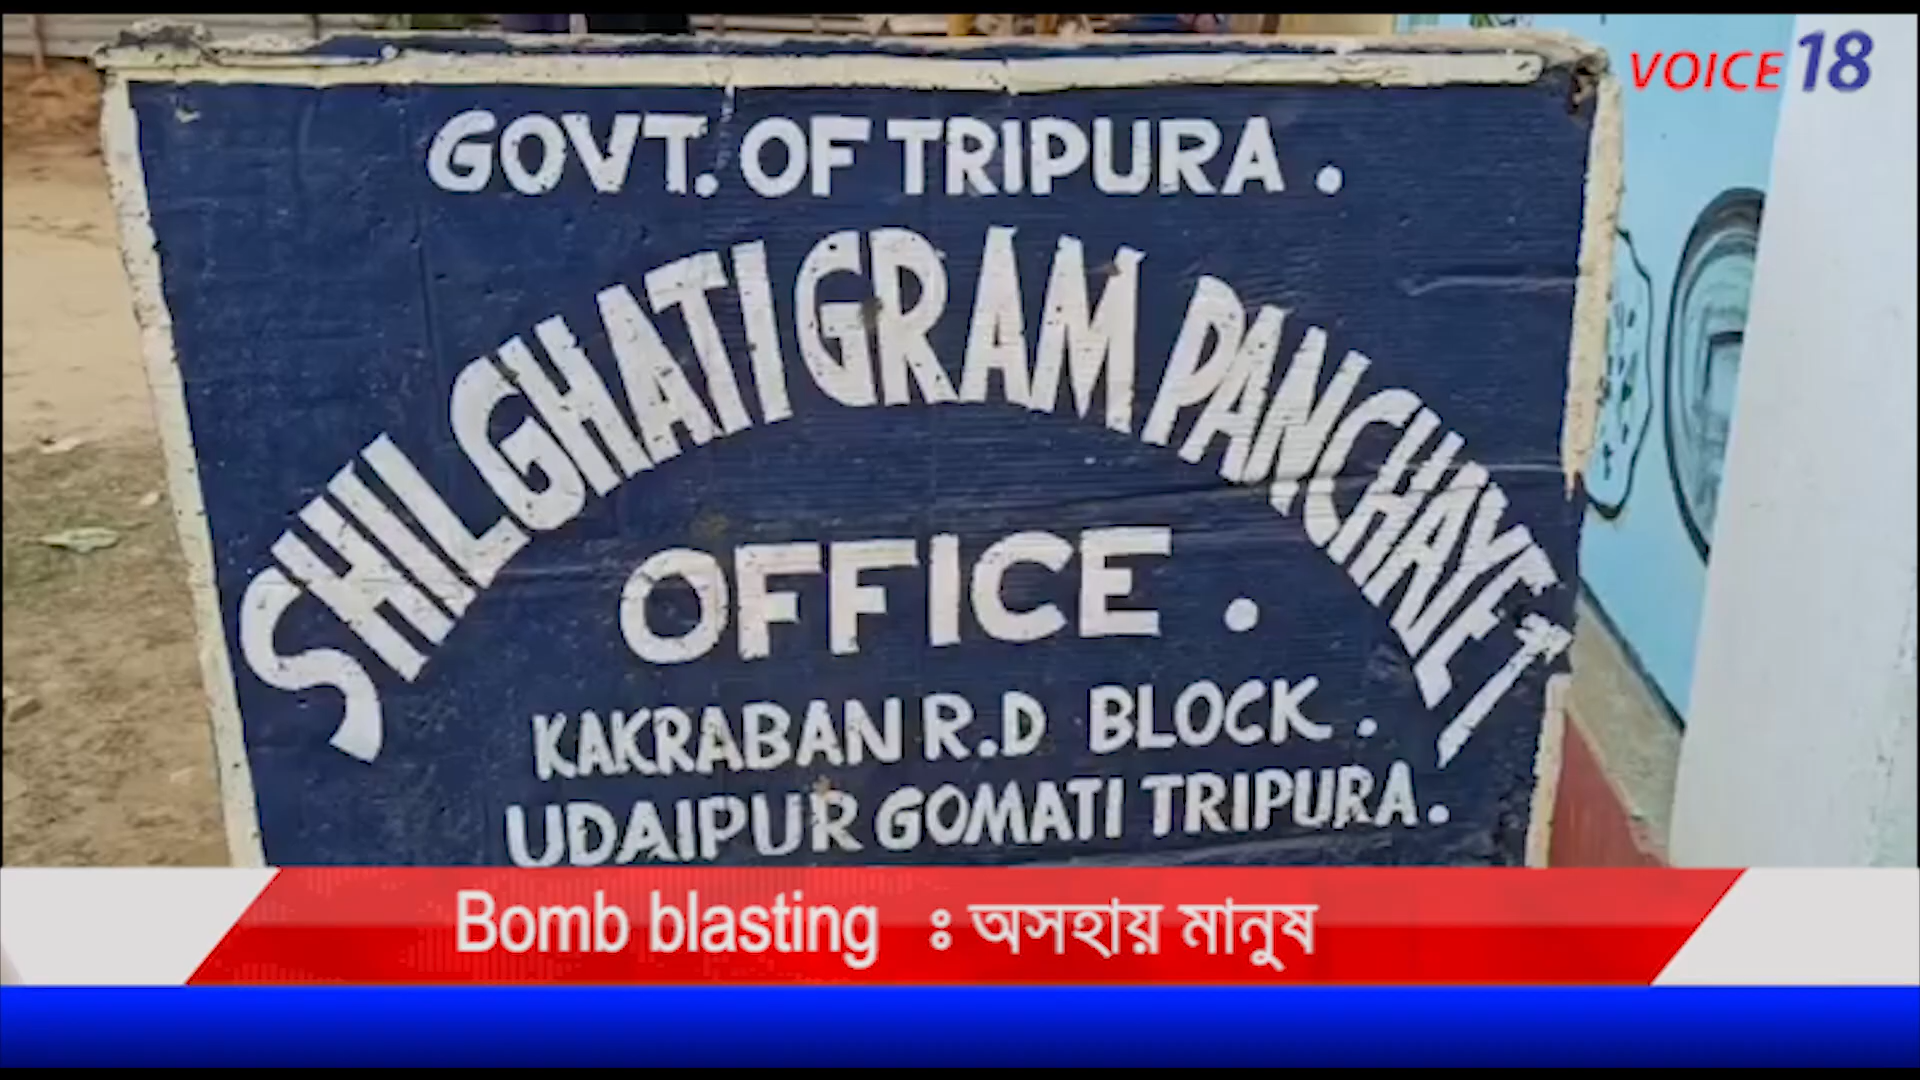 VOICE 18
GOVT. OF TRIPURA .
SHILGHATI GRAM PANCHAYET
OFFICE .
KAKRABAN R.D BLOCK .
UDAIPUR GOMATI TRIPURA .
Bomb blasting ঃ অসহায় মানুষ